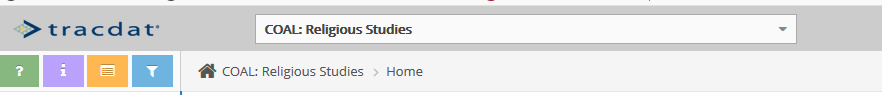 tracdat
COAL: Religious Studies
? i
COAL: Religious Studies > Home